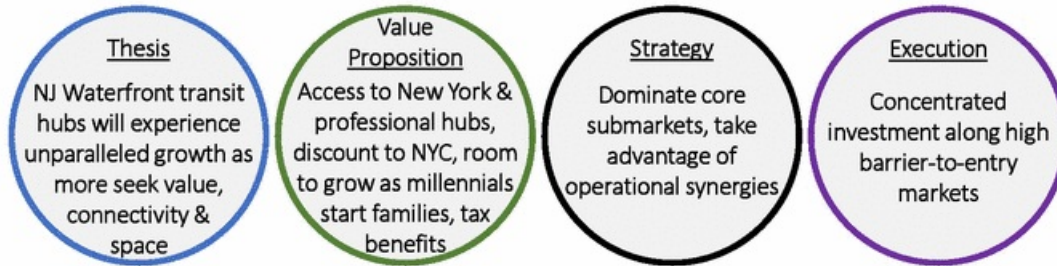 Thesis
NJ Waterfront transit
hubs will experience
unparalleled growth as
more seek value,
connectivity &
space
Value
Proposition
Access to New York &
professional hubs,
discount to NYC, room
to grow as millennials
start families, tax
benefits
Strategy
Dominate core
submarkets, take
advantage of
operational synergies
Execution
Concentrated
investment along high
barrier-to-entry
markets